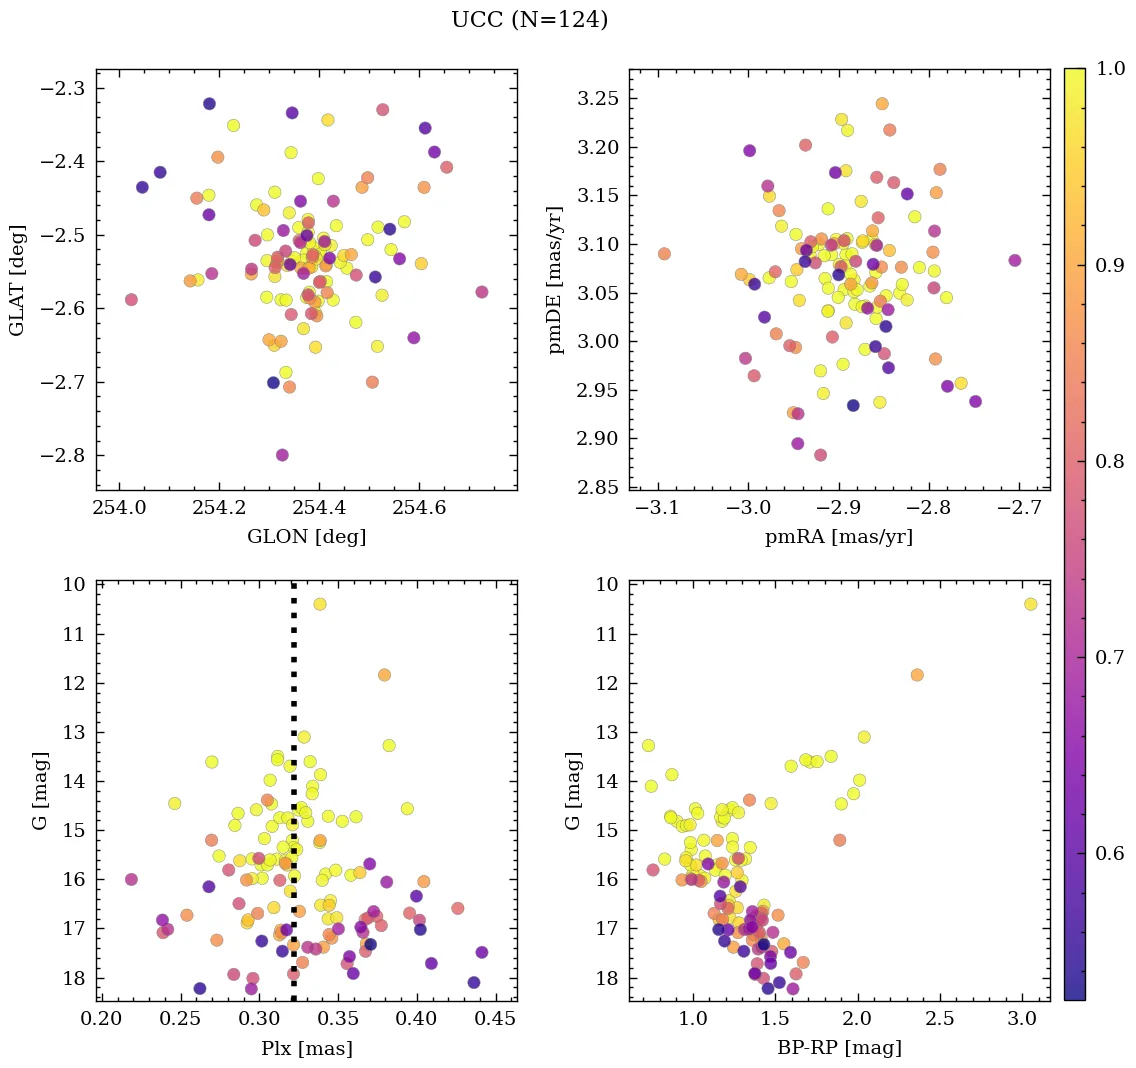 UCC (N=124)
−2.3
−2.4
−2.5
−2.6
−2.7
−2.8
GLAT [deg]
254.0 254.2 254.4 254.6
GLON [deg]
3.25
3.20
3.15
3.10
3.05
3.00
2.95
2.90
2.85
pmDE [mas/yr]
−3.1 −3.0 −2.9 −2.8 −2.7
pmRA [mas/yr]
10
11
12
13
14
15
16
17
18
G [mag]
0.20 0.25 0.30 0.35 0.40 0.45
Plx [mas]
10
11
12
13
14
15
16
17
18
G [mag]
1.0 1.5 2.0 2.5 3.0
BP-RP [mag]
1.0
0.9
0.8
0.7
0.6